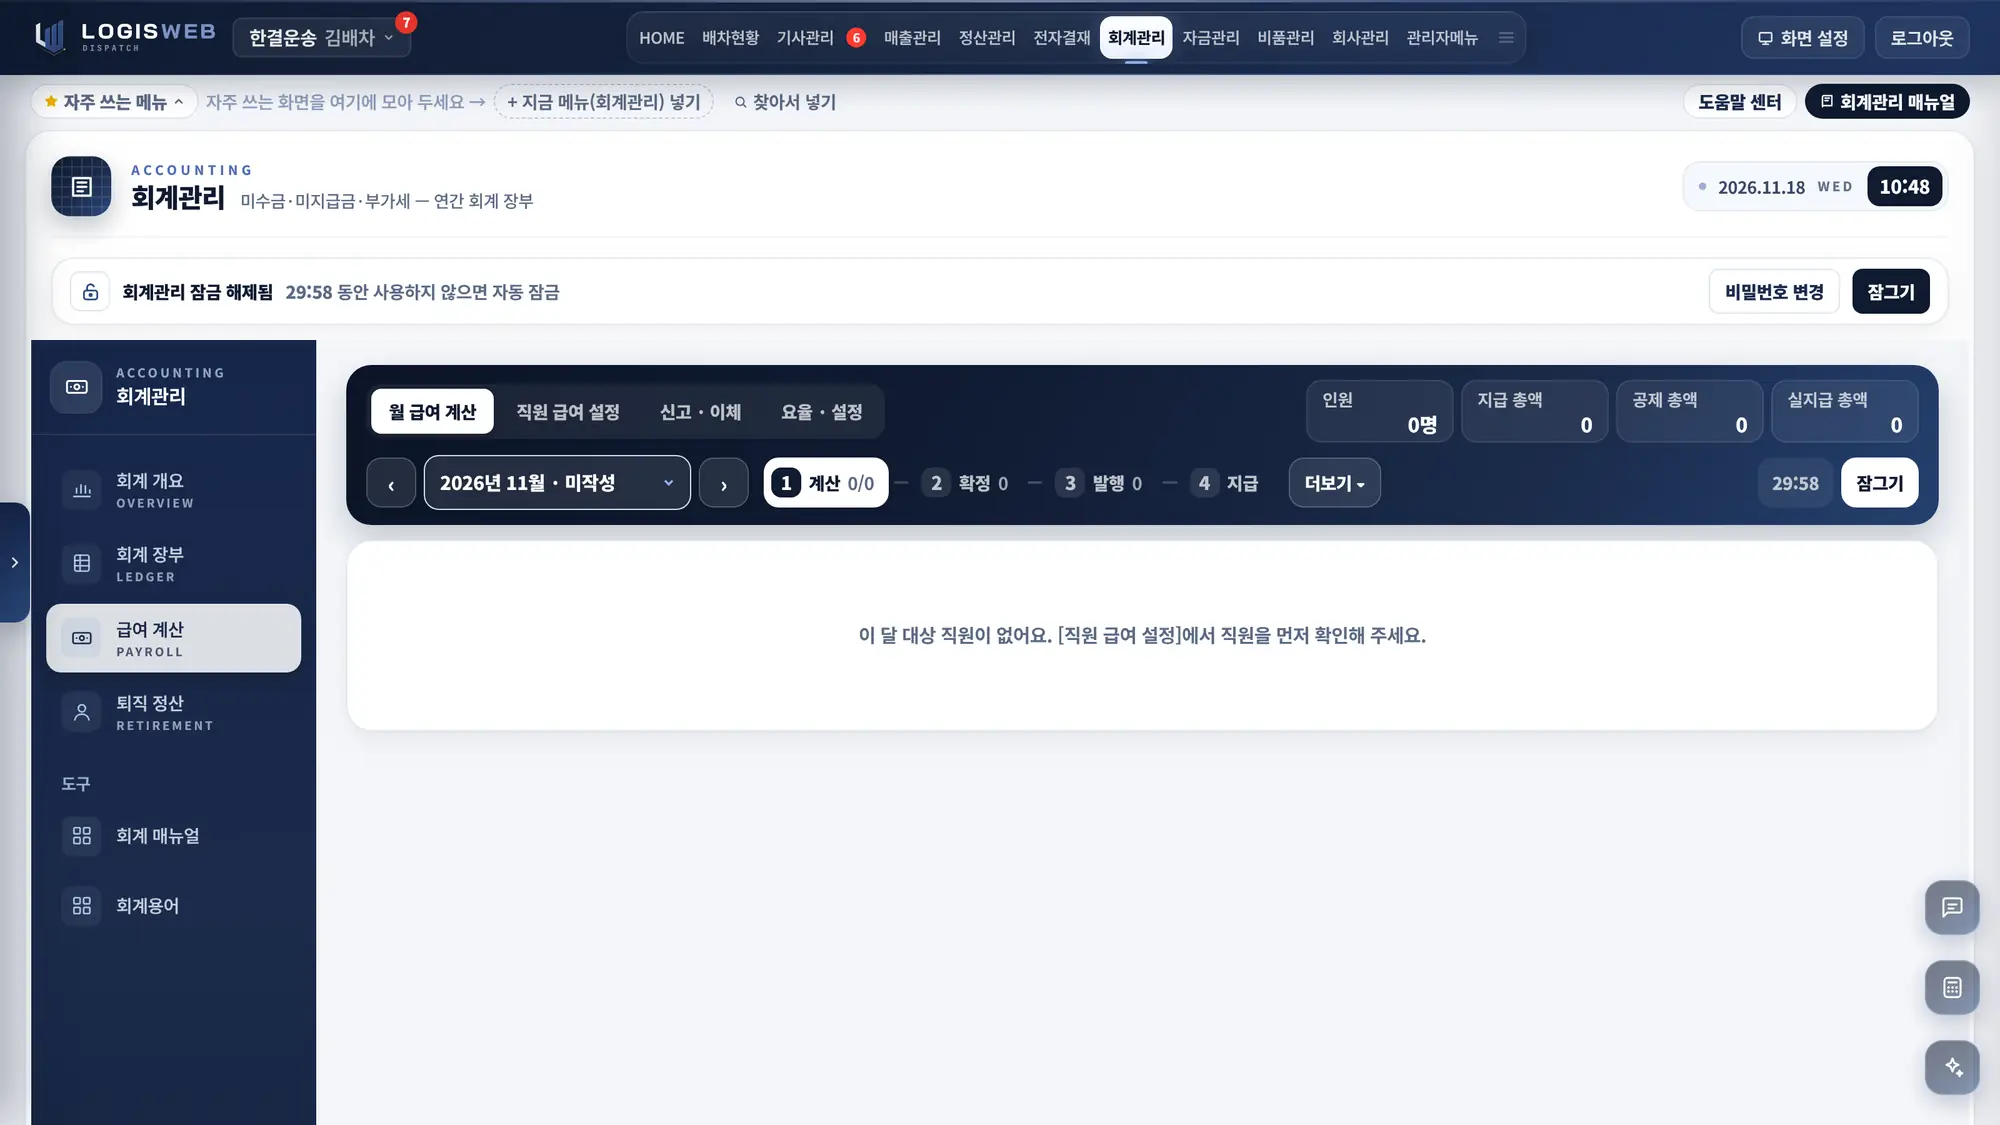 LOGISWEB
DISPATCH
한결운송 김배차
7
HOME 배차현황 기사관리 6 매출관리 정산관리 전자결재 회계관리 자금관리 비품관리 회사관리 관리자메뉴
화면 설정
로그아웃
자주 쓰는 메뉴
자주 쓰는 화면을 여기에 모아 두세요 →
+ 지금 메뉴(회계관리) 넣기
찾아서 넣기
도움말 센터
회계관리 매뉴얼
ACCOUNTING
회계관리 미수금·미지급금·부가세 — 연간 회계 장부
2026.11.18 WED 10:48
회계관리 잠금 해제됨 29:58 동안 사용하지 않으면 자동 잠금
비밀번호 변경
잠그기
ACCOUNTING
회계관리
회계 개요
OVERVIEW
회계 장부
LEDGER
급여 계산
PAYROLL
퇴직 정산
RETIREMENT
도구
회계 매뉴얼
회계용어
월 급여 계산 직원 급여 설정 신고 · 이체 요율 · 설정
인원
0명
지급 총액
0
공제 총액
0
실지급 총액
0
‹ 2026년 11월 · 미작성 ›
1 계산 0/0 — 2 확정 0 — 3 발행 0 — 4 지급
더보기
29:58
잠그기
이 달 대상 직원이 없어요. [직원 급여 설정]에서 직원을 먼저 확인해 주세요.